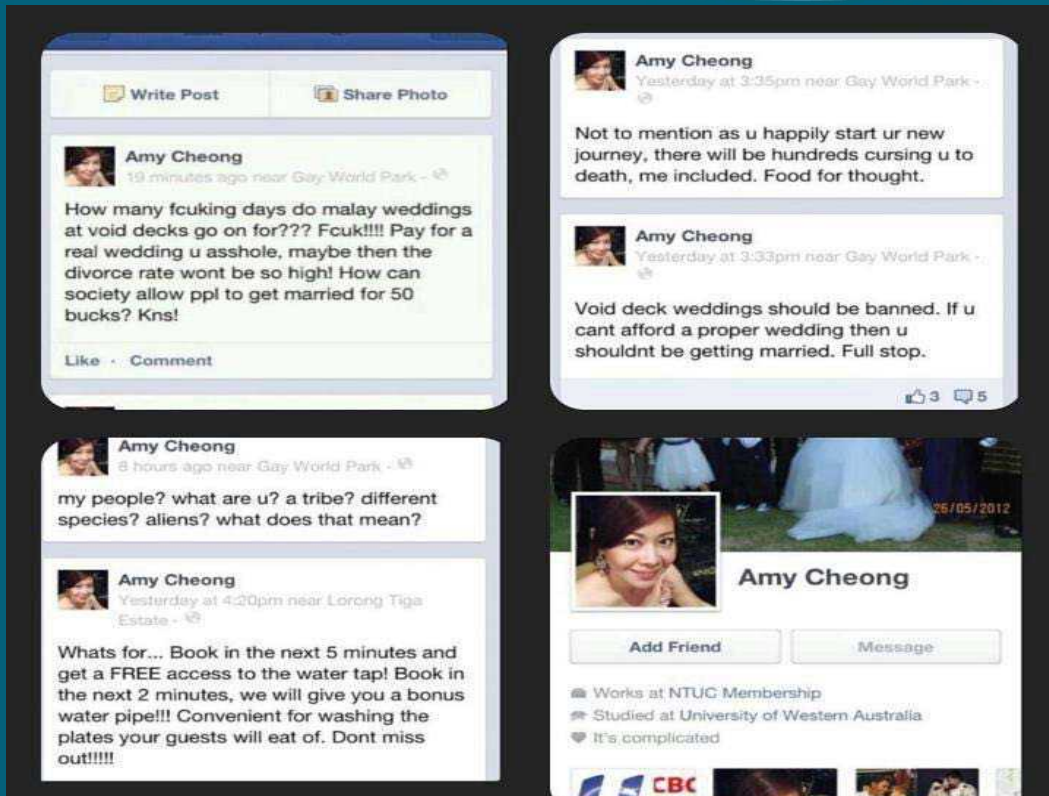 Write Post Share Photo
Amy Cheong
19 minutes ago near Gay World Park -
How many fcuking days do malay weddings
at void decks go on for??? Fcuk!!!! Pay for a
real wedding u asshole, maybe then the
divorce rate wont be so high! How can
society allow ppl to get married for 50
bucks? Kns!
Like · Comment
Amy Cheong
Yesterday at 3:35pm near Gay World Park -
Not to mention as u happily start ur new
journey, there will be hundreds cursing u to
death, me included. Food for thought.
Amy Cheong
Yesterday at 3:33pm near Gay World Park -
Void deck weddings should be banned. If u
cant afford a proper wedding then u
shouldnt be getting married. Full stop.
3 5
Amy Cheong
8 hours ago near Gay World Park -
my people? what are u? a tribe? different
species? aliens? what does that mean?
Amy Cheong
Yesterday at 4:20pm near Lorong Tiga
Estate -
Whats for... Book in the next 5 minutes and
get a FREE access to the water tap! Book in
the next 2 minutes, we will give you a bonus
water pipe!!! Convenient for washing the
plates your guests will eat of. Dont miss
out!!!!!
26/05/2012
Amy Cheong
Add Friend Message
Works at NTUC Membership
Studied at University of Western Australia
It's complicated
CBC